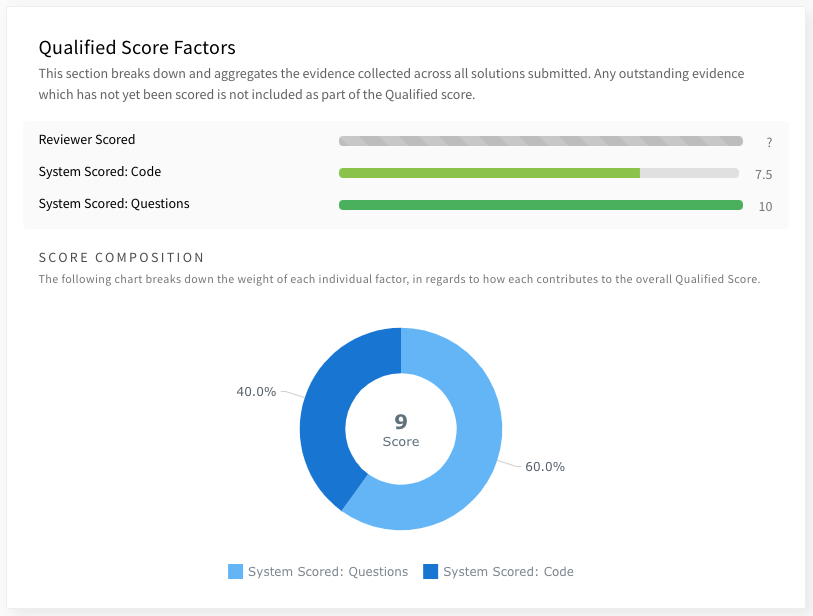 Qualified Score Factors
This section breaks down and aggregates the evidence collected across all solutions submitted. Any outstanding evidence
which has not yet been scored is not included as part of the Qualified score.
Reviewer Scored ?
System Scored: Code 7.5
System Scored: Questions 10
SCORE COMPOSITION
The following chart breaks down the weight of each individual factor, in regards to how each contributes to the overall Qualified Score.
40.0%
9
Score
60.0%
System Scored: Questions System Scored: Code